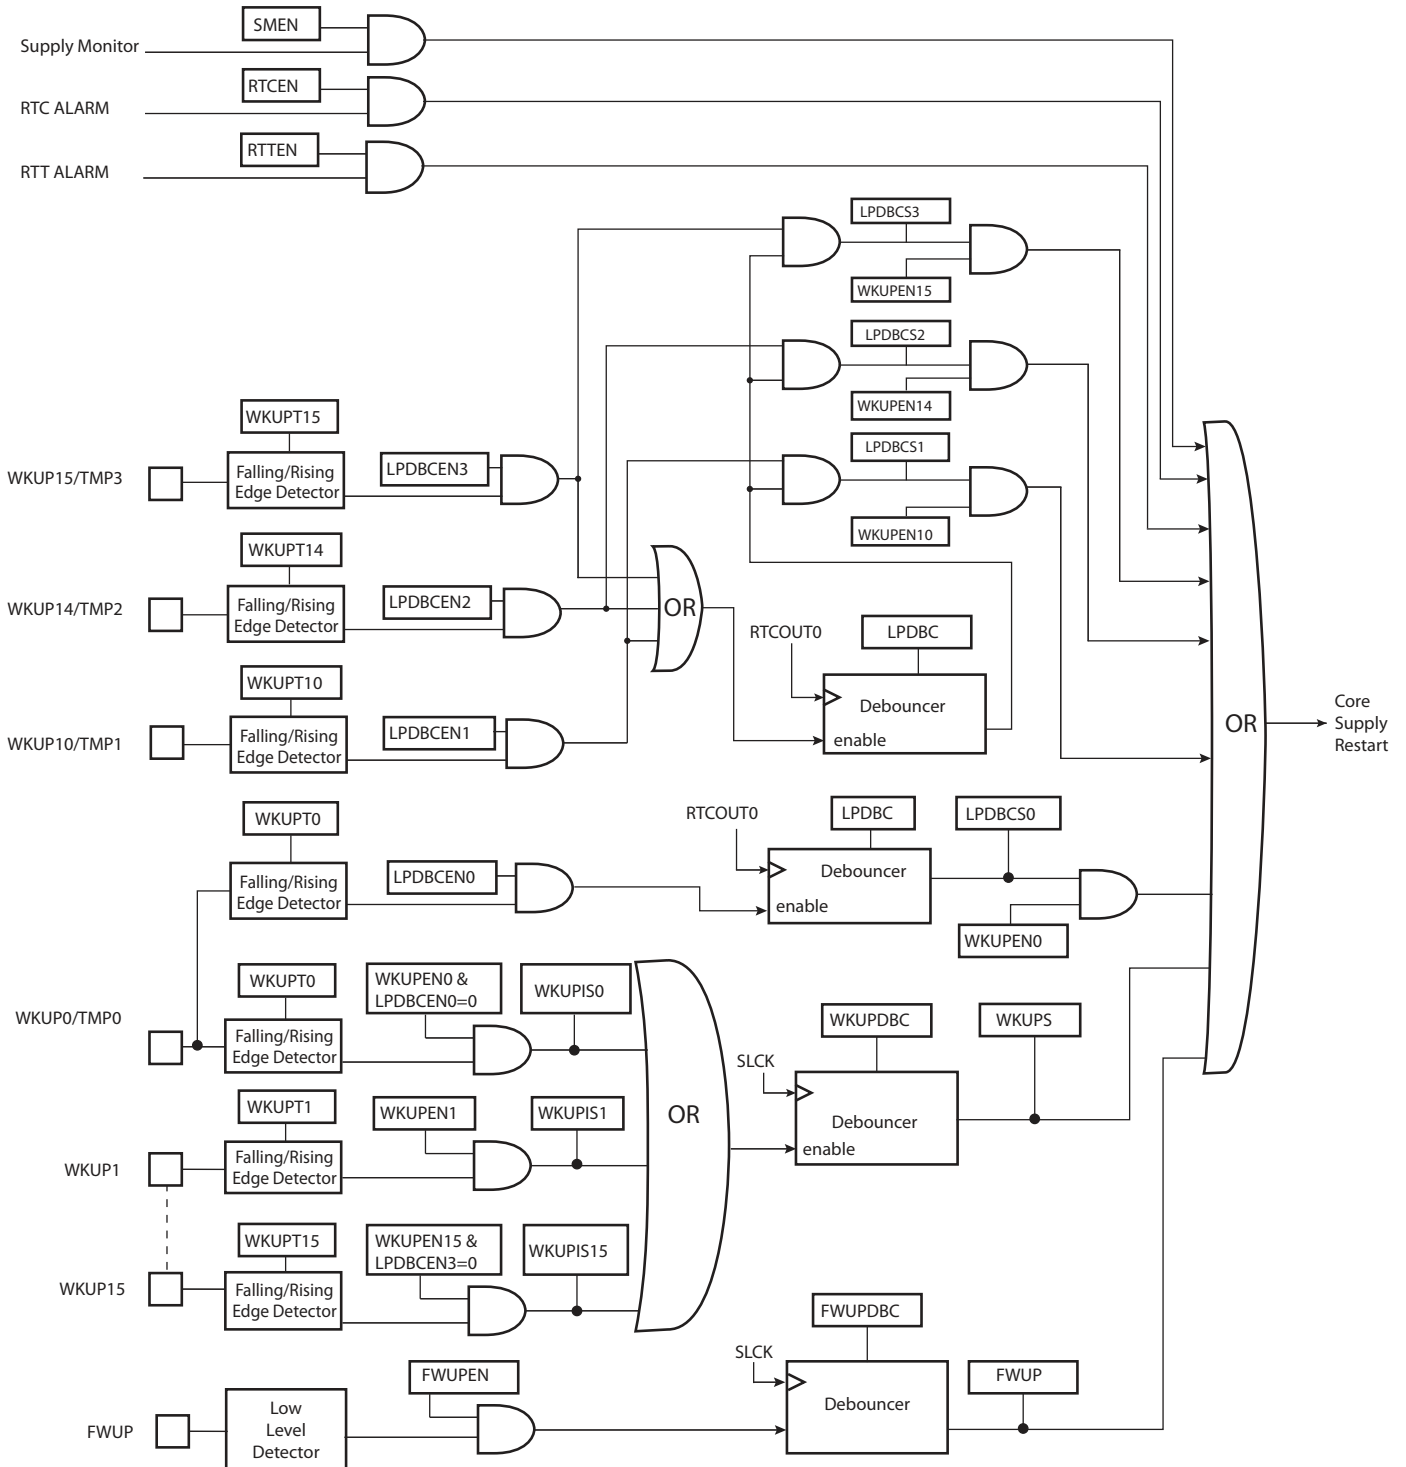 SMEN
Supply Monitor
RTCEN
RTC ALARM
RTTEN
RTT ALARM
LPDBCS3
WKUPEN15
LPDBCS2
WKUPEN14
WKUPT15
LPDBCS1
WKUP15/TMP3
Falling/Rising
Edge Detector
LPDBCEN3
WKUPEN10
WKUPT14
WKUP14/TMP2
Falling/Rising
Edge Detector
LPDBCEN2
OR
RTCOUT0
LPDBC
WKUPT10
Debouncer
enable
WKUP10/TMP1
Falling/Rising
Edge Detector
LPDBCEN1
OR
Core
Supply
Restart
WKUPT0
RTCOUT0
LPDBC
LPDBCS0
Falling/Rising
Edge Detector
LPDBCEN0
Debouncer
enable
WKUPEN0
WKUP0/TMP0
WKUPT0
WKUPEN0 &
LPDBCEN0=0
WKUPIS0
Falling/Rising
Edge Detector
WKUPDBC
WKUPS
SLCK
WKUPT1
WKUPEN1
WKUPIS1
OR
Debouncer
enable
WKUP1
Falling/Rising
Edge Detector
WKUPT15
WKUPEN15 &
LPDBCEN3=0
WKUPIS15
WKUP15
Falling/Rising
Edge Detector
FWUPDBC
SLCK
FWUPEN
FWUP
Debouncer
FWUP
Low
Level
Detector